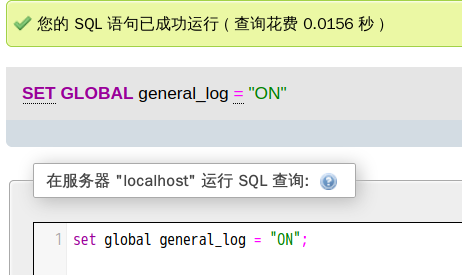 您的 SQL 语句已成功运行 ( 查询花费 0.0156 秒 )
SET GLOBAL general_log = "ON"
在服务器 "localhost" 运行 SQL 查询:
1 set global general_log = "ON";